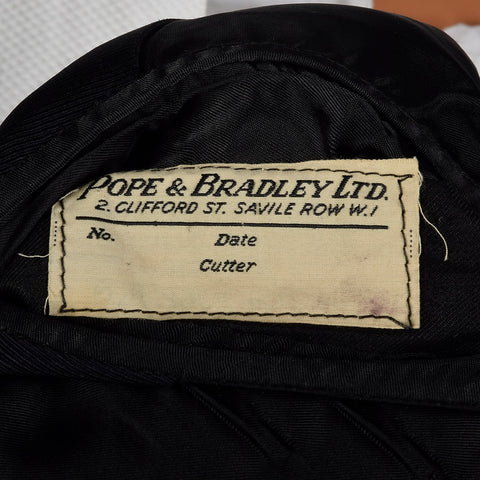 POPE & BRADLEY LTD.
2. CLIFFORD ST. SAVILE ROW W.1
No. Date
Cutter